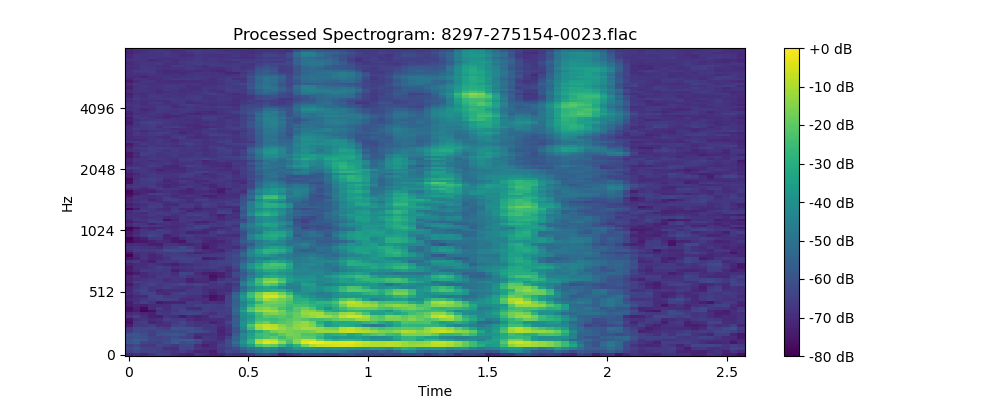 Processed Spectrogram: 8297-275154-0023.flac
Hz
4096
2048
1024
512
0
0
0.5
1
1.5
2
2.5
Time
+0 dB
-10 dB
-20 dB
-30 dB
-40 dB
-50 dB
-60 dB
-70 dB
-80 dB